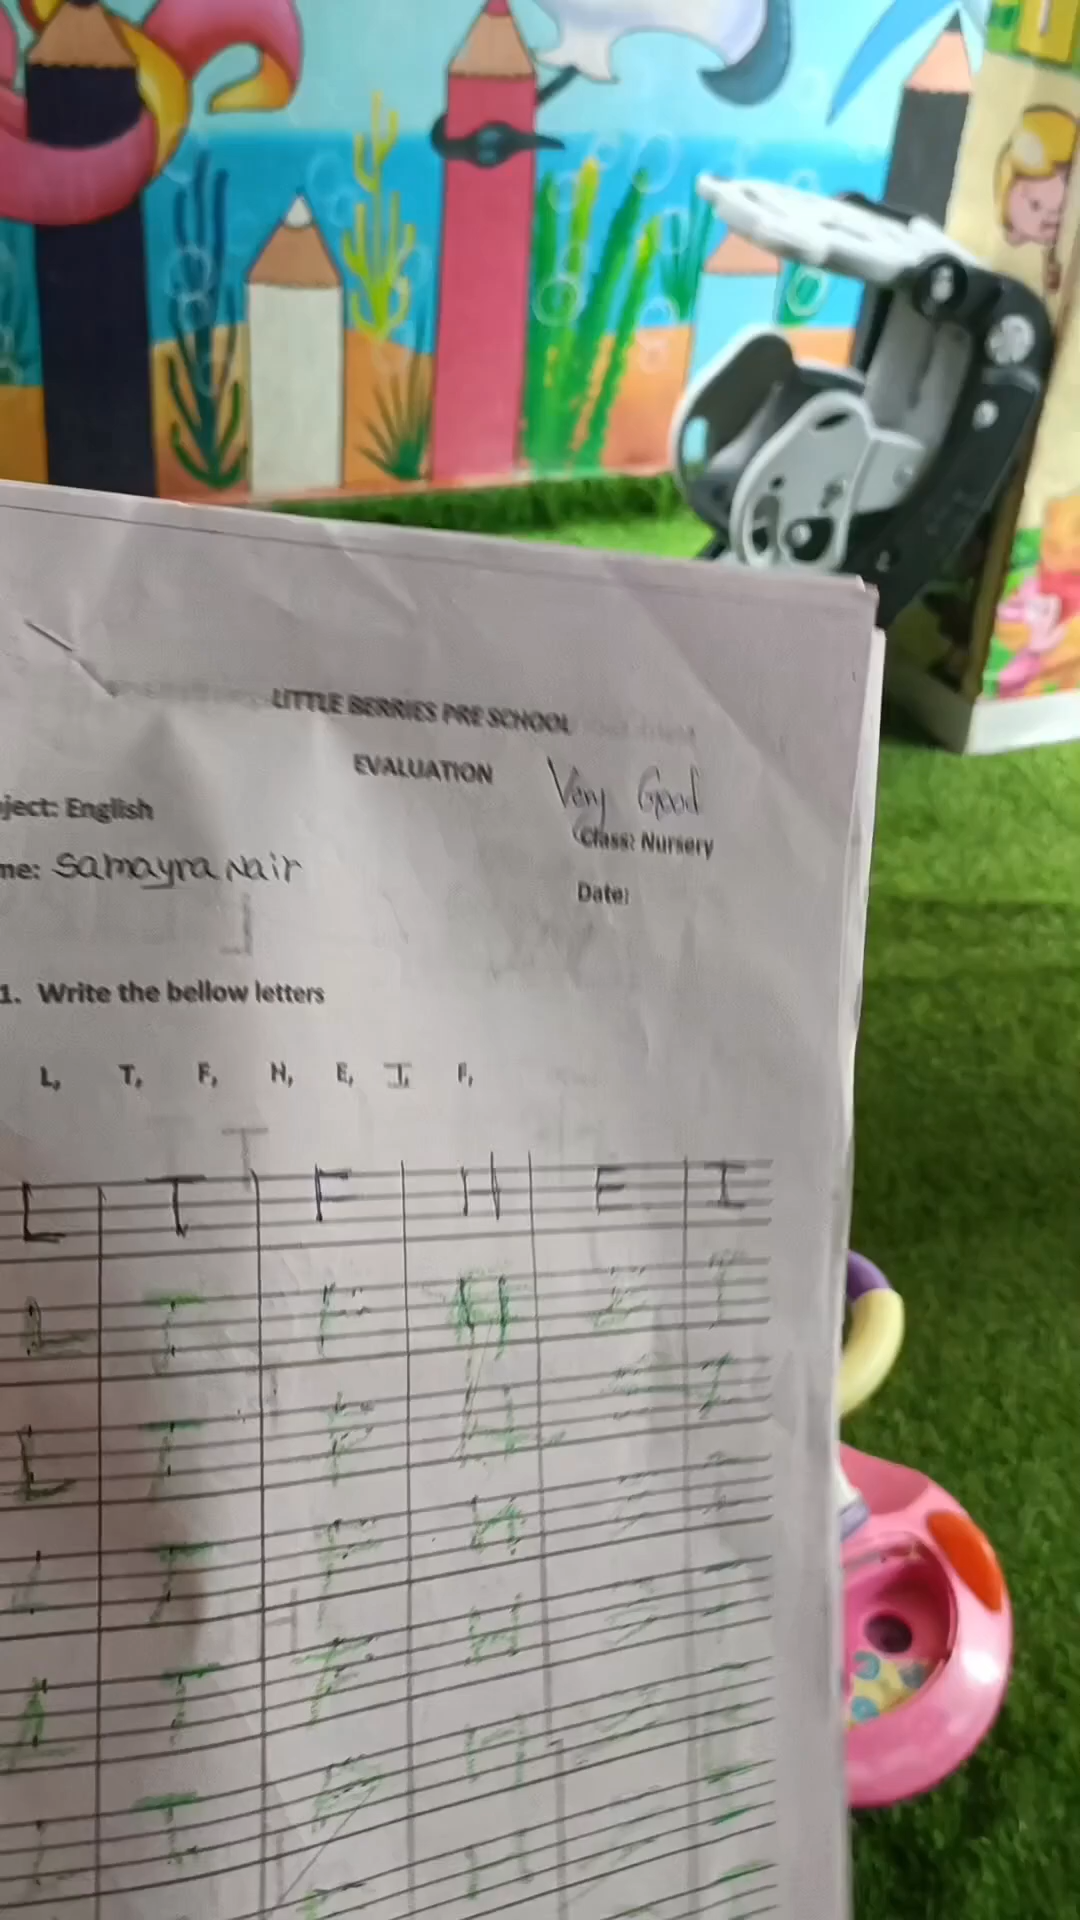 LITTLE BERRIES PRE SCHOOL
EVALUATION
Very Good
ject: English
Class: Nursery
me: Samayra Nair
Date:
1. Write the bellow letters
L, T, F, H, E, I, F,
L T F H E I
L T F H E I
L T F H E I
L T F H E I
L T F H
T H I